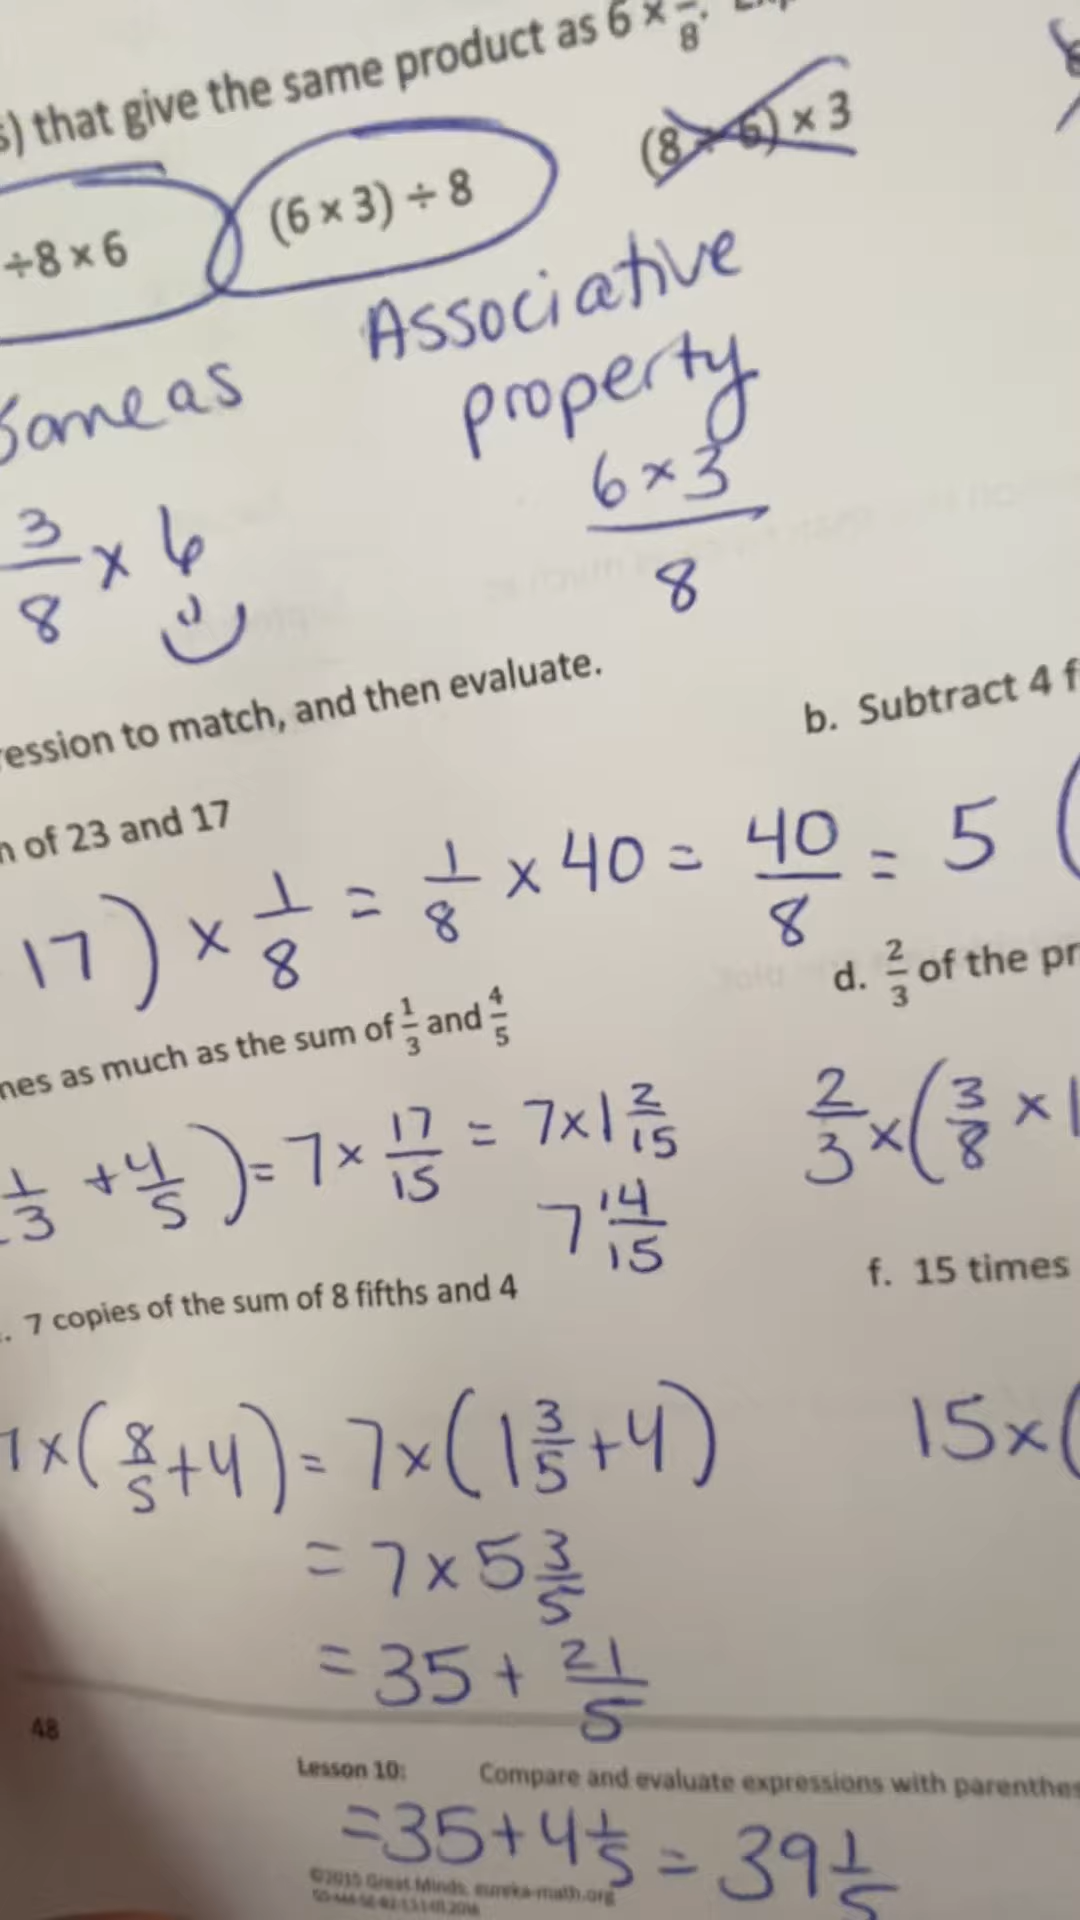 that give the same product as 6 ×
8
÷8 × 6
(6 × 3) ÷ 8
(8 ÷ 6) × 3
Same as
Associative
property
3/8 × 6
6 × 3 / 8
to match, and then evaluate.
b. Subtract 4
of 23 and 17
17) × 1/8 = 1/8 × 40 = 40/8 = 5 (
d. 2/3 of the
as much as the sum of 1/3 and 4/5
1/3 + 4/5) = 7 × 17/15 = 7×1 2/15
7 14/15
2/3 × (3/8 ×
7 copies of the sum of 8 fifths and 4
f. 15 times
7 × (8/5 + 4) = 7 × (1 3/5 + 4)
15 × (
= 7 × 5 3/5
= 35 + 21/5
48
Lesson 10:
Compare and evaluate expressions with
= 35 + 4 1/5 = 39 1/5
©2015 Great Minds. eureka-math.org